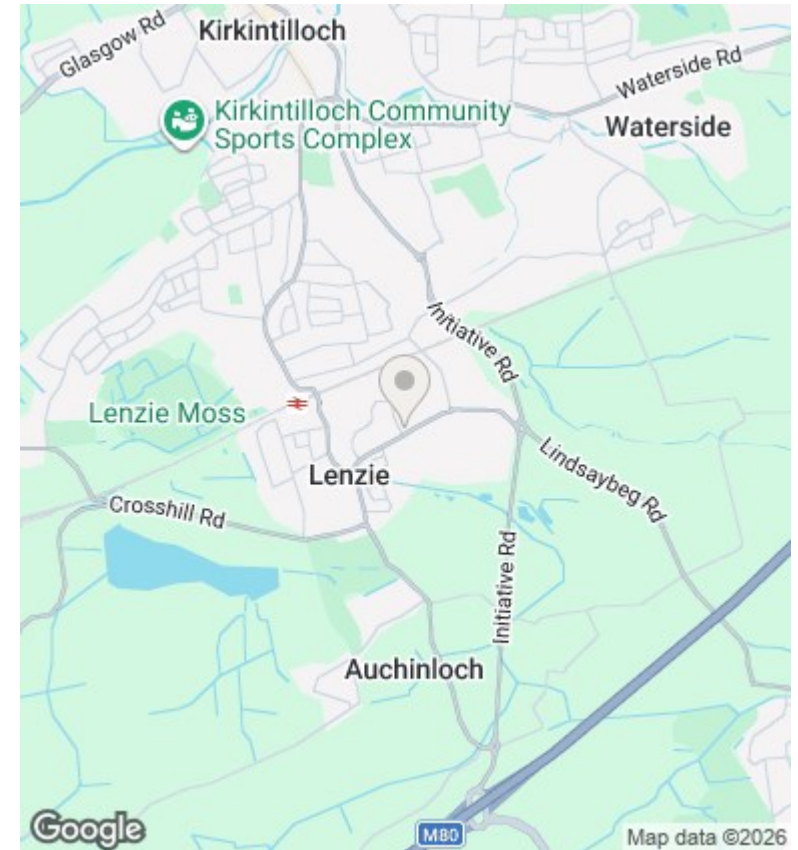 Glasgow Rd
Kirkintilloch
Waterside Rd
Kirkintilloch Community
Sports Complex
Waterside
Initiative Rd
Lenzie Moss
Lenzie
Lindsaybeg Rd
Crosshill Rd
Initiative Rd
Auchinloch
Google
M80
Map data ©2026